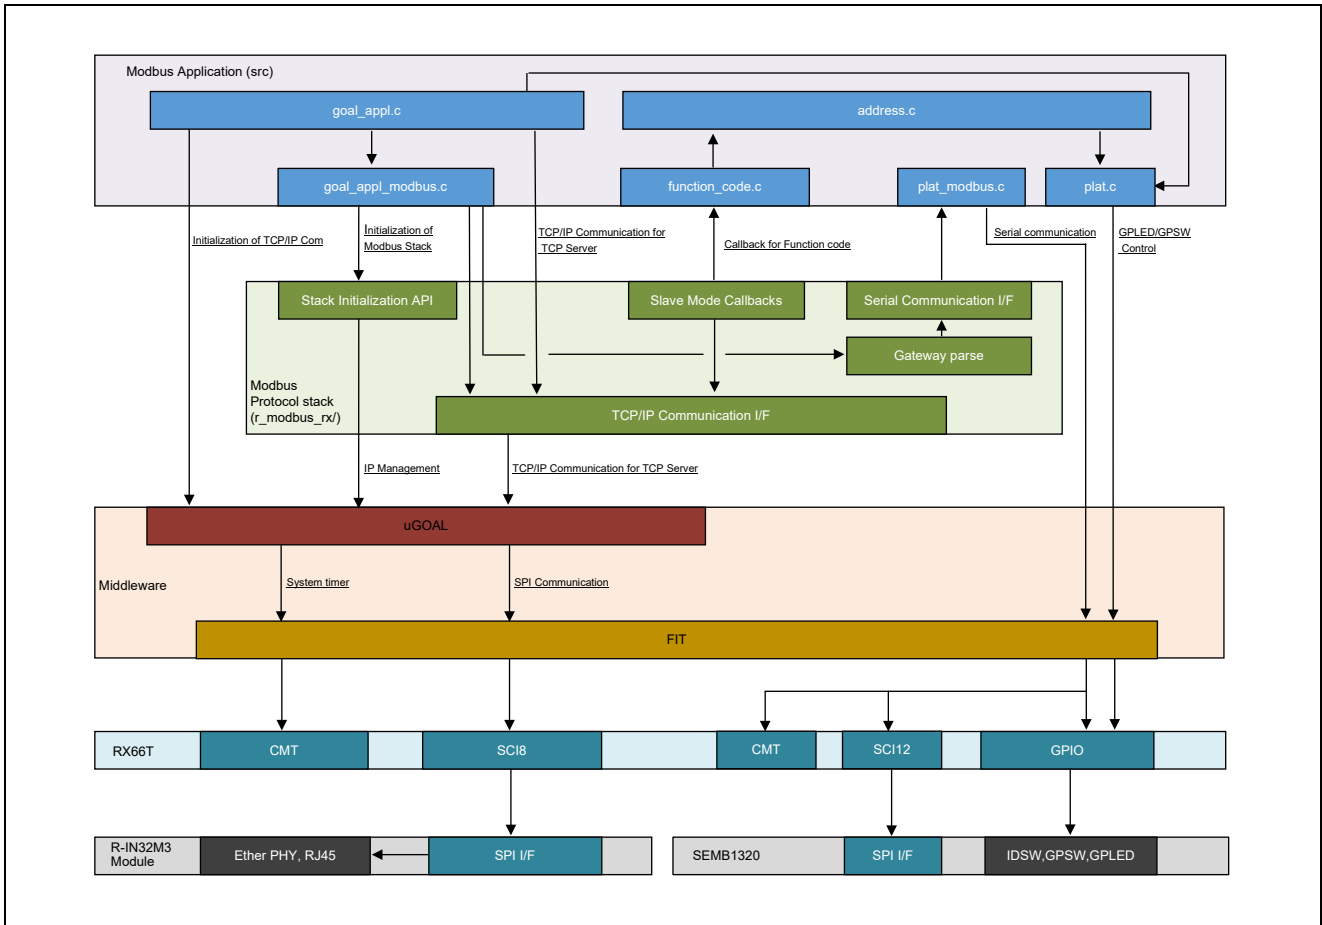 Modbus Application (src)
goal_appl.c
address.c
goal_appl_modbus.c
function_code.c
plat_modbus.c
plat.c
Initialization of TCP/IP Com
Initialization of
Modbus Stack
TCP/IP Communication for
TCP Server
Callback for Function code
Serial communication
GPLED/GPSW
Control
Stack Initialization API
Slave Mode Callbacks
Serial Communication I/F
Gateway parse
Modbus
Protocol stack
(r_modbus_rx/)
TCP/IP Communication I/F
IP Management
TCP/IP Communication for TCP Server
uGOAL
Middleware
System timer
SPI Communication
FIT
RX66T
CMT
SCI8
CMT
SCI12
GPIO
R-IN32M3
Module
Ether PHY, RJ45
SPI I/F
SEMB1320
SPI I/F
IDSW,GPSW,GPLED